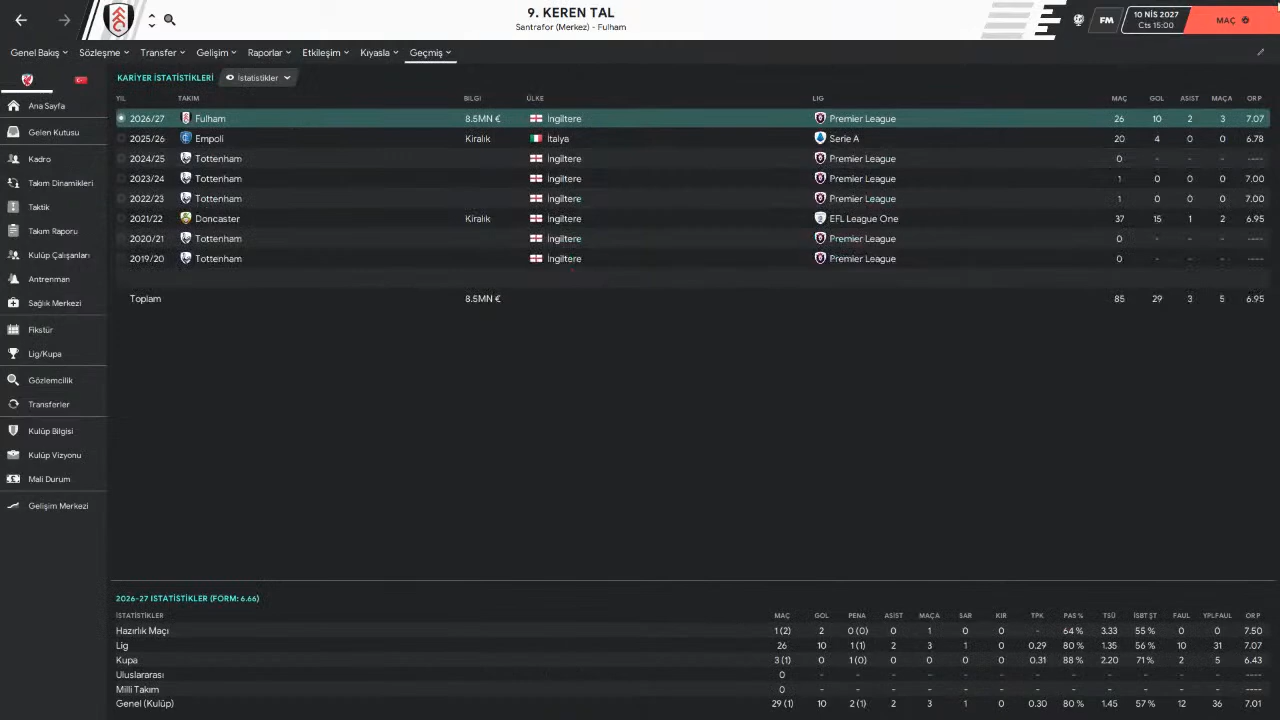 9. KEREN TAL
Santrafor (Merkez) - Fulham
FM
10 NİS 2027
Cts 15:00
MAÇ
Genel Bakış Sözleşme Transfer Gelişim Raporlar Etkileşim Kıyasla Geçmiş
KARİYER İSTATİSTİKLERİ İstatistikler
YIL TAKIM BİLGİ ÜLKE LIG MAÇ GOL ASIST MAÇA ORP
2026/27 Fulham 8.5MN € İngiltere Premier League 26 10 2 3 7.07
2025/26 Empoli Kiralık İtalya Serie A 20 4 0 0 6.78
2024/25 Tottenham İngiltere Premier League 0 - - - ----
2023/24 Tottenham İngiltere Premier League 1 0 0 0 7.00
2022/23 Tottenham İngiltere Premier League 1 0 0 0 7.00
2021/22 Doncaster Kiralık İngiltere EFL League One 37 15 1 2 6.95
2020/21 Tottenham İngiltere Premier League 0 - - - ----
2019/20 Tottenham İngiltere Premier League 0 - - - ----
Toplam 8.5MN € 85 29 3 5 6.95
Ana Sayfa
Gelen Kutusu
Kadro
Takım Dinamikleri
Taktik
Takım Raporu
Kulüp Çalışanları
Antrenman
Sağlık Merkezi
Fikstür
Lig/Kupa
Gözlemcilik
Transferler
Kulüp Bilgisi
Kulüp Vizyonu
Mali Durum
Gelişim Merkezi
2026-27 ISTATİSTİKLER (FORM: 6.66)
İSTATİSTİKLER MAÇ GOL PENA ASIST MAÇA SAR KIR TPK PAS % TSÜ İSBT ŞT FAUL YPLFAUL ORP
Hazırlık Maçı 1 (2) 2 0 (0) 0 1 0 0 - 64 % 3.33 55 % 0 0 7.50
Lig 26 10 1 (1) 2 3 1 0 0.29 80 % 1.35 56 % 10 31 7.07
Kupa 3 (1) 0 1 (0) 0 0 0 0 0.31 88 % 2.20 71 % 2 5 6.43
Uluslararası 0 - - - - - - - - - - - - ----
Milli Takım 0 - - - - - - - - - - - - ----
Genel (Kulüp) 29 (1) 10 2 (1) 2 3 1 0 0.30 80 % 1.45 57 % 12 36 7.01